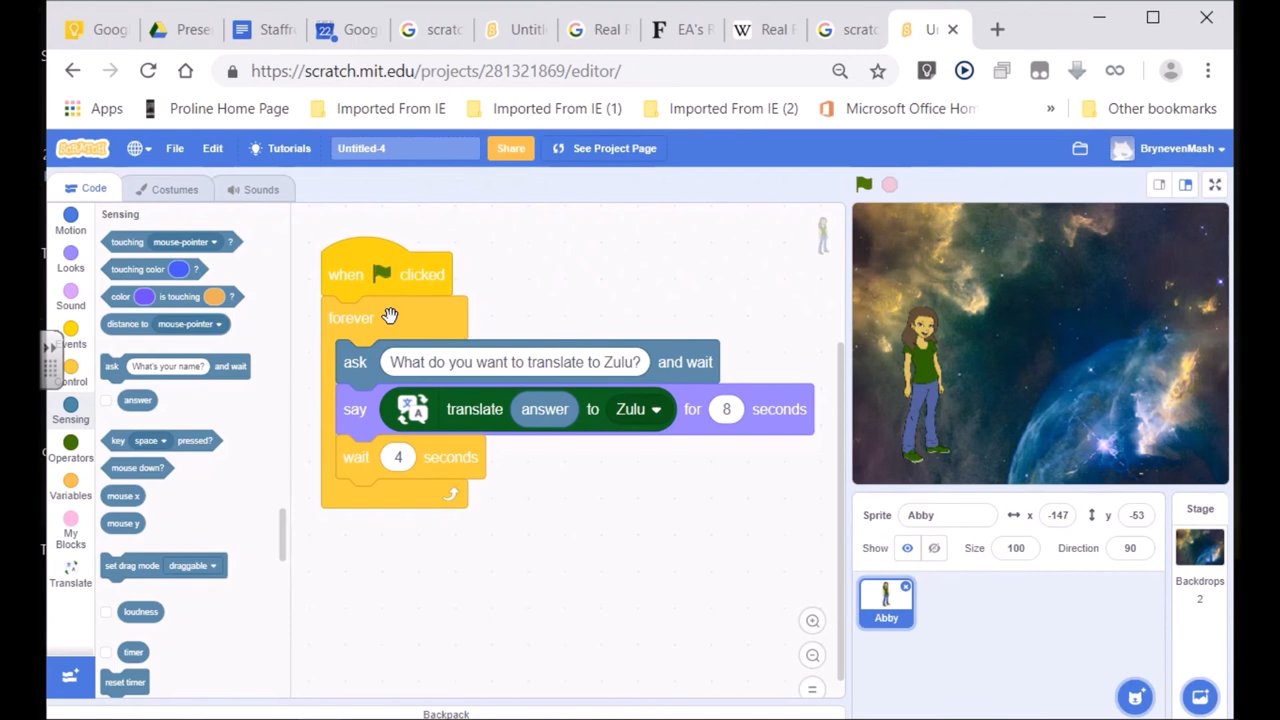 Goog
Prese
Staffr
22
Goog
scratc
Untitl
Real R
F
EA's R
W
Real F
scratc
Ur
https://scratch.mit.edu/projects/281321869/editor/
Apps
Proline Home Page
Imported From IE
Imported From IE (1)
Imported From IE (2)
Microsoft Office Hom
»
Other bookmarks
SCRATCH
File
Edit
Tutorials
Untitled-4
Share
See Project Page
BrynevenMash
Code
Costumes
Sounds
Motion
Looks
Sound
Events
Control
Sensing
Operators
Variables
My
Blocks
Translate
Sensing
touching mouse-pointer ?
touching color ?
color is touching ?
distance to mouse-pointer
ask What's your name? and wait
answer
key space pressed?
mouse down?
mouse x
mouse y
set drag mode draggable
loudness
timer
reset timer
when clicked
forever
ask What do you want to translate to Zulu? and wait
say translate answer to Zulu for 8 seconds
wait 4 seconds
Sprite Abby x -147 y -53
Show Size 100 Direction 90
Abby
Stage
Backdrops
2
Backpack